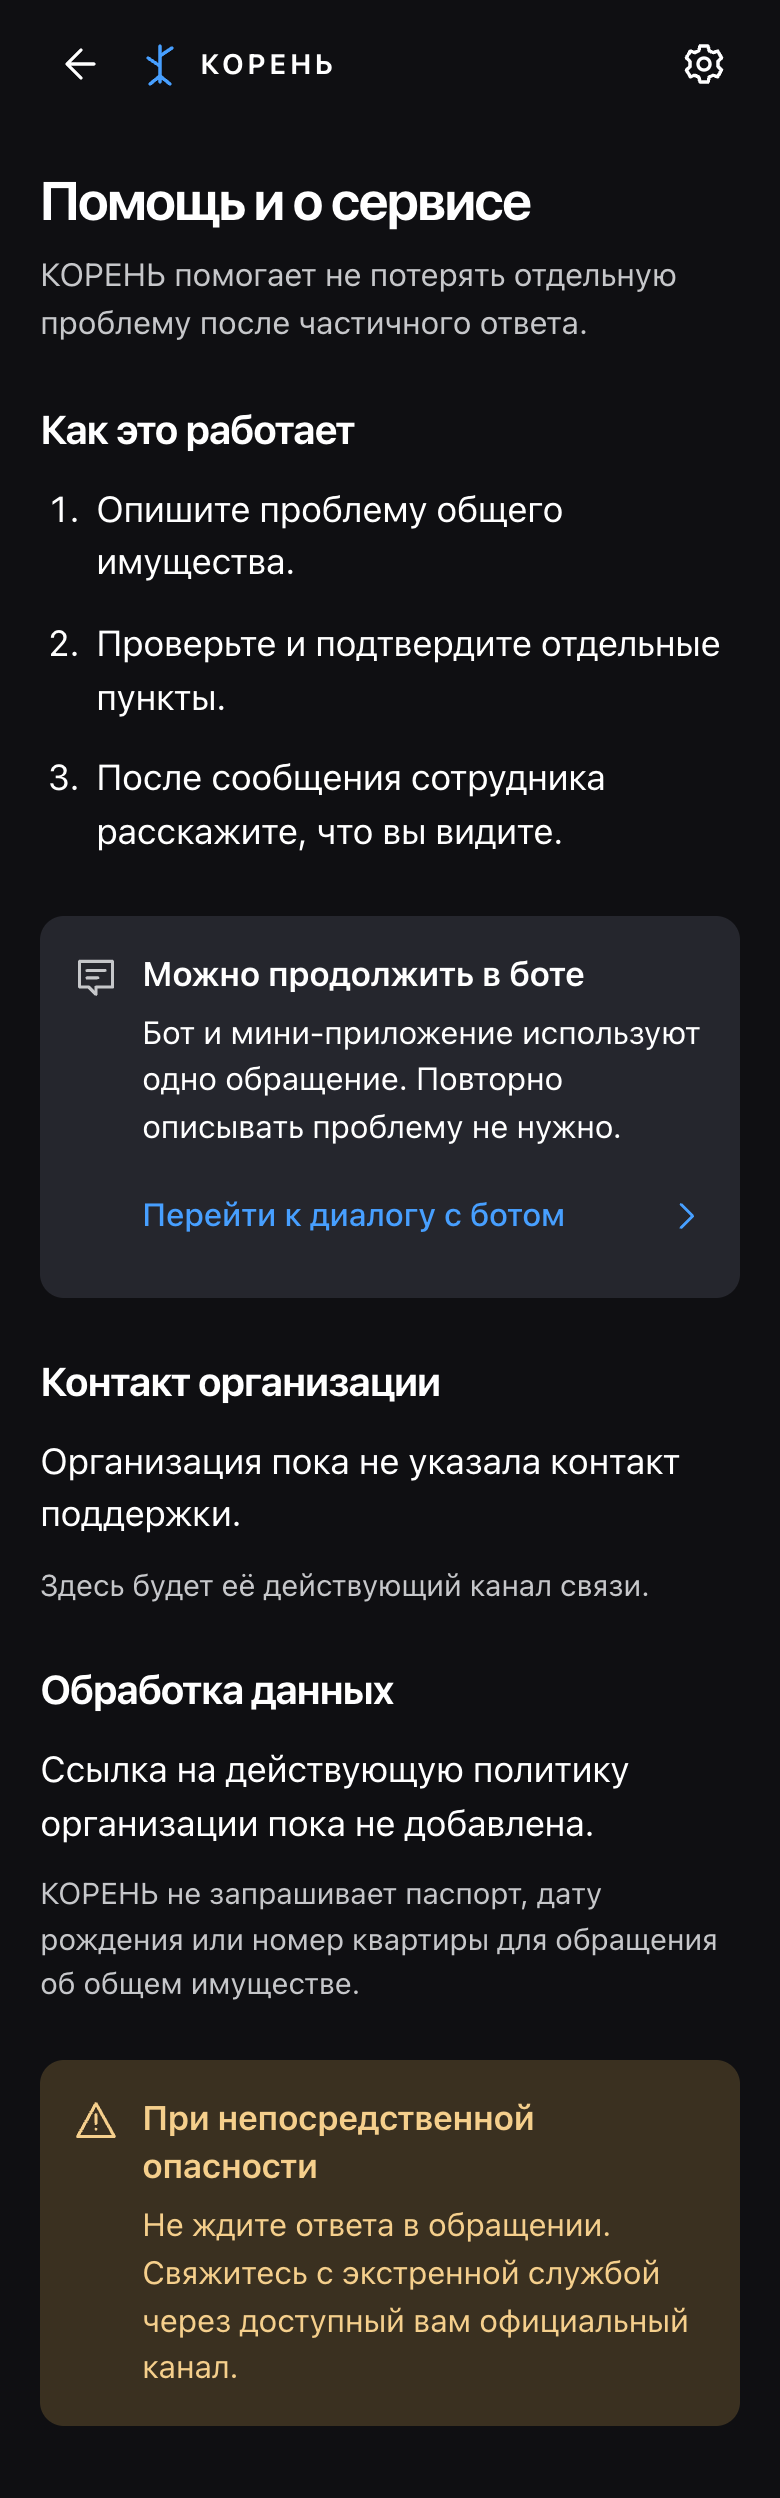 КОРЕНЬ
Помощь и о сервисе
КОРЕНЬ помогает не потерять отдельную
проблему после частичного ответа.
Как это работает
1. Опишите проблему общего
имущества.
2. Проверьте и подтвердите отдельные
пункты.
3. После сообщения сотрудника
расскажите, что вы видите.
Можно продолжить в боте
Бот и мини-приложение используют
одно обращение. Повторно
описывать проблему не нужно.
Перейти к диалогу с ботом
Контакт организации
Организация пока не указала контакт
поддержки.
Здесь будет её действующий канал связи.
Обработка данных
Ссылка на действующую политику
организации пока не добавлена.
КОРЕНЬ не запрашивает паспорт, дату
рождения или номер квартиры для обращения
об общем имуществе.
При непосредственной
опасности
Не ждите ответа в обращении.
Свяжитесь с экстренной службой
через доступный вам официальный
канал.